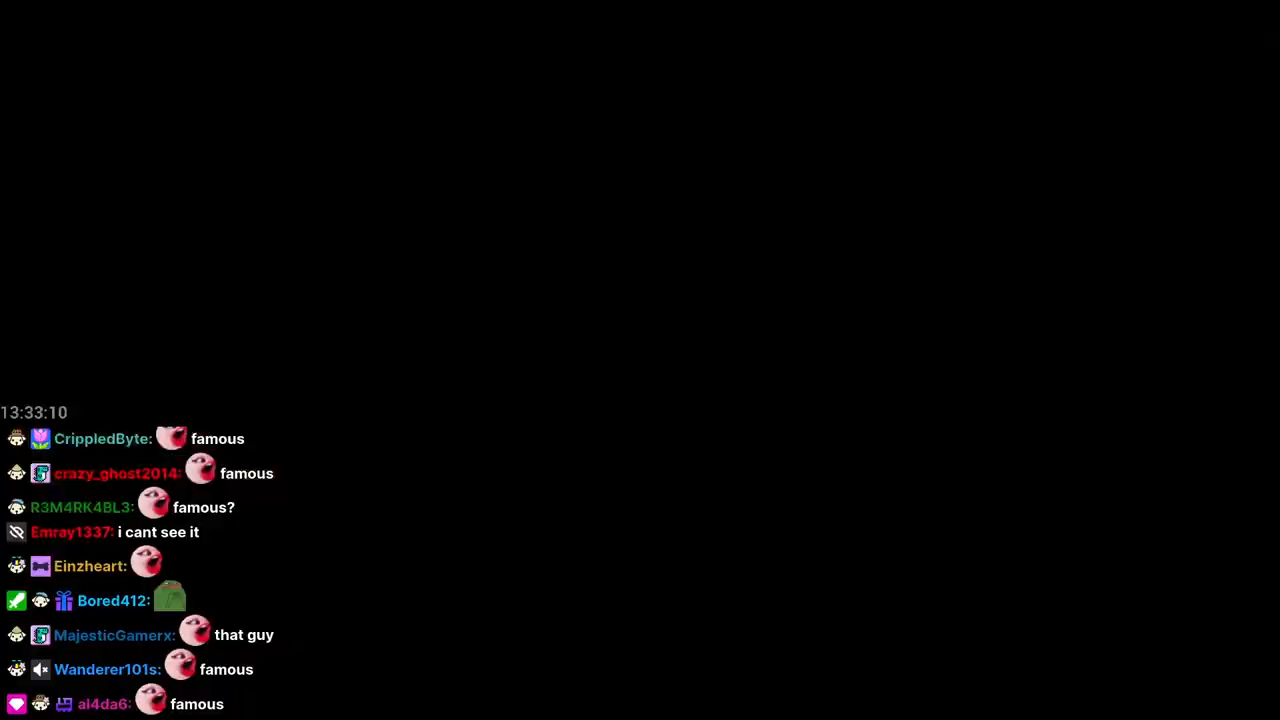 13:33:10
CrippledByte: famous
crazy_ghost2014: famous
R3M4RK4BL3: famous?
Emray1337: i cant see it
Einzheart:
Bored412:
MajesticGamerx: that guy
Wanderer101s: famous
al4da6: famous